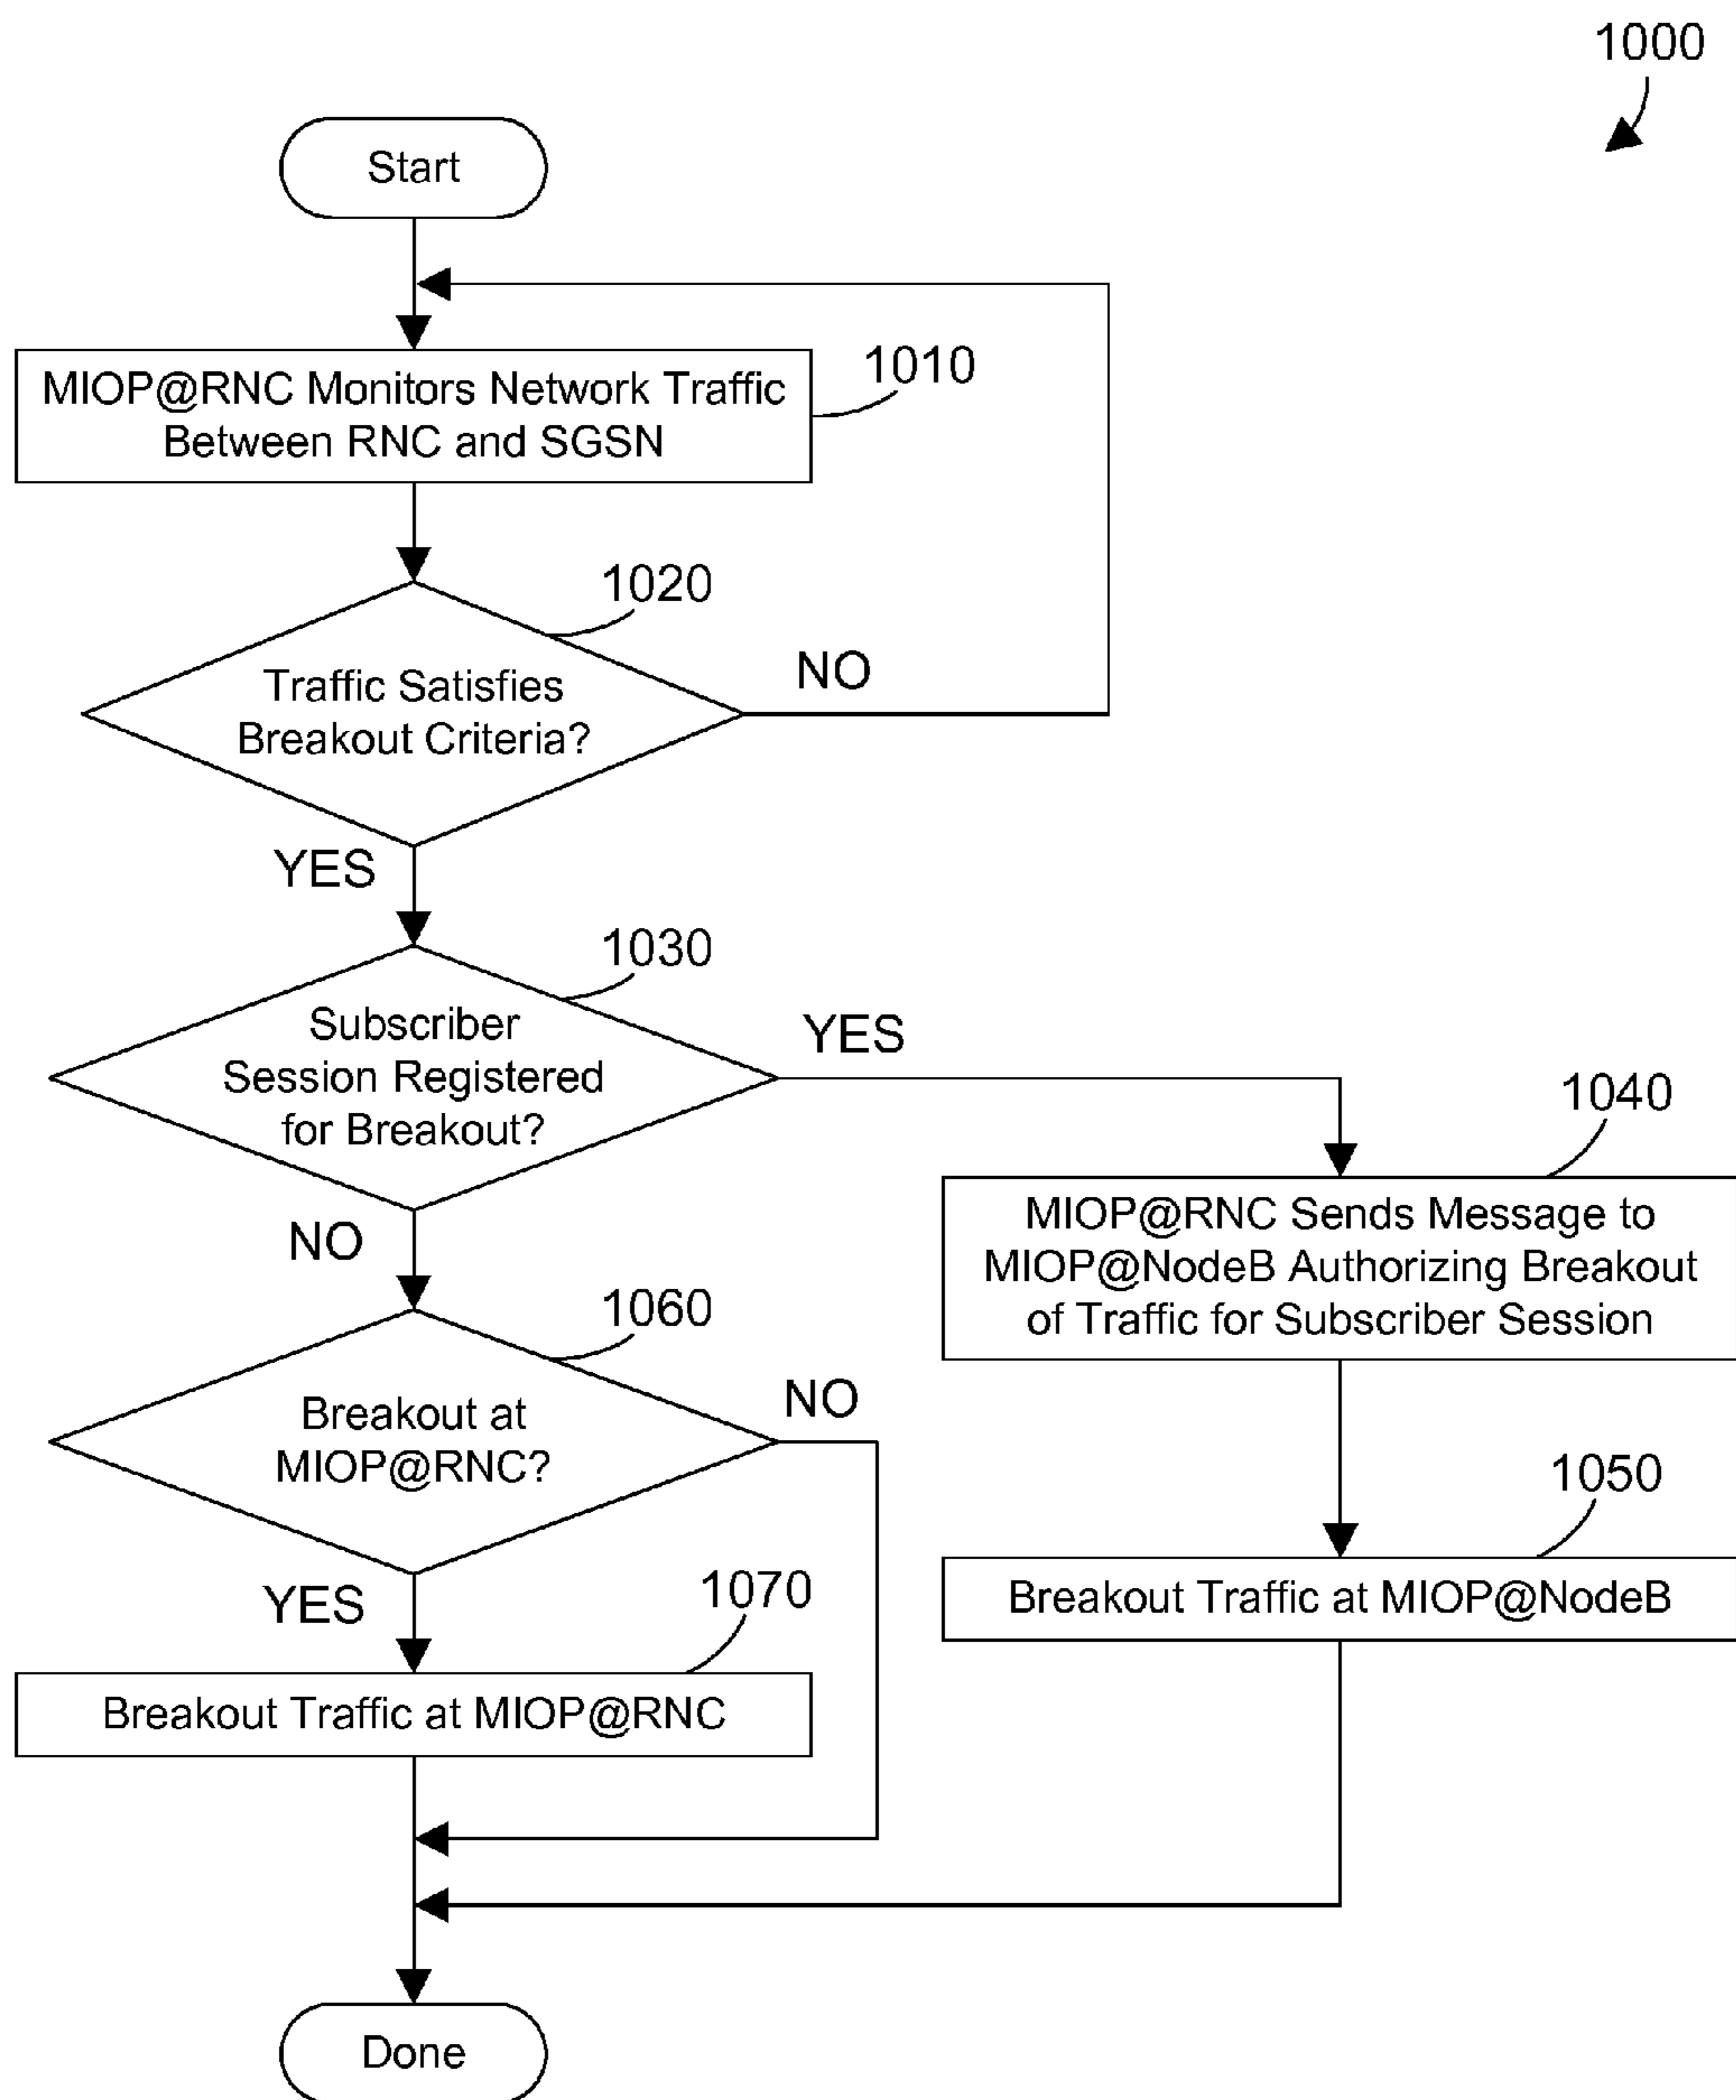 1000
Start
MIOP@RNC Monitors Network Traffic
Between RNC and SGSN
1010
1020
Traffic Satisfies
Breakout Criteria?
NO
YES
1030
Subscriber
Session Registered
for Breakout?
YES
NO
1040
MIOP@RNC Sends Message to
MIOP@NodeB Authorizing Breakout
of Traffic for Subscriber Session
1060
Breakout at
MIOP@RNC?
NO
YES
1050
Breakout Traffic at MIOP@NodeB
1070
Breakout Traffic at MIOP@RNC
Done